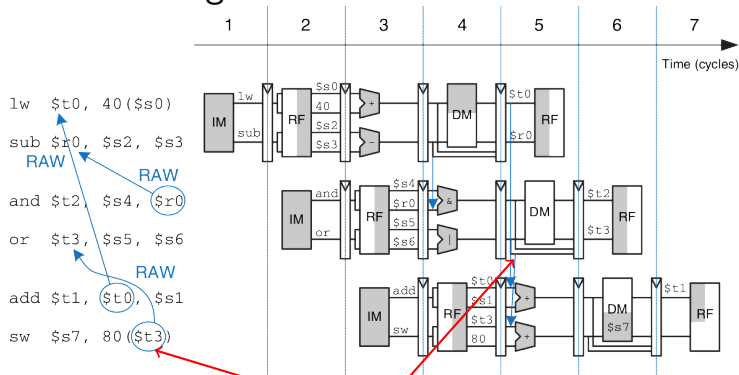 1 2 3 4 5 6 7
Time (cycles)
lw $t0, 40($s0)
sub $r0, $s2, $s3
RAW
RAW
and $t2, $s4, $r0
or $t3, $s5, $s6
RAW
add $t1, $t0, $s1
sw $s7, 80($t3)
IM
lw
sub
RF
$s0
40
$s2
$s3
+
-
DM
$t0
$r0
RF
IM
and
or
RF
$s4
$r0
$s5
$s6
&
|
DM
$t2
$t3
RF
IM
add
sw
RF
$t0
$s1
$t3
80
+
+
DM
$s7
$t1
RF